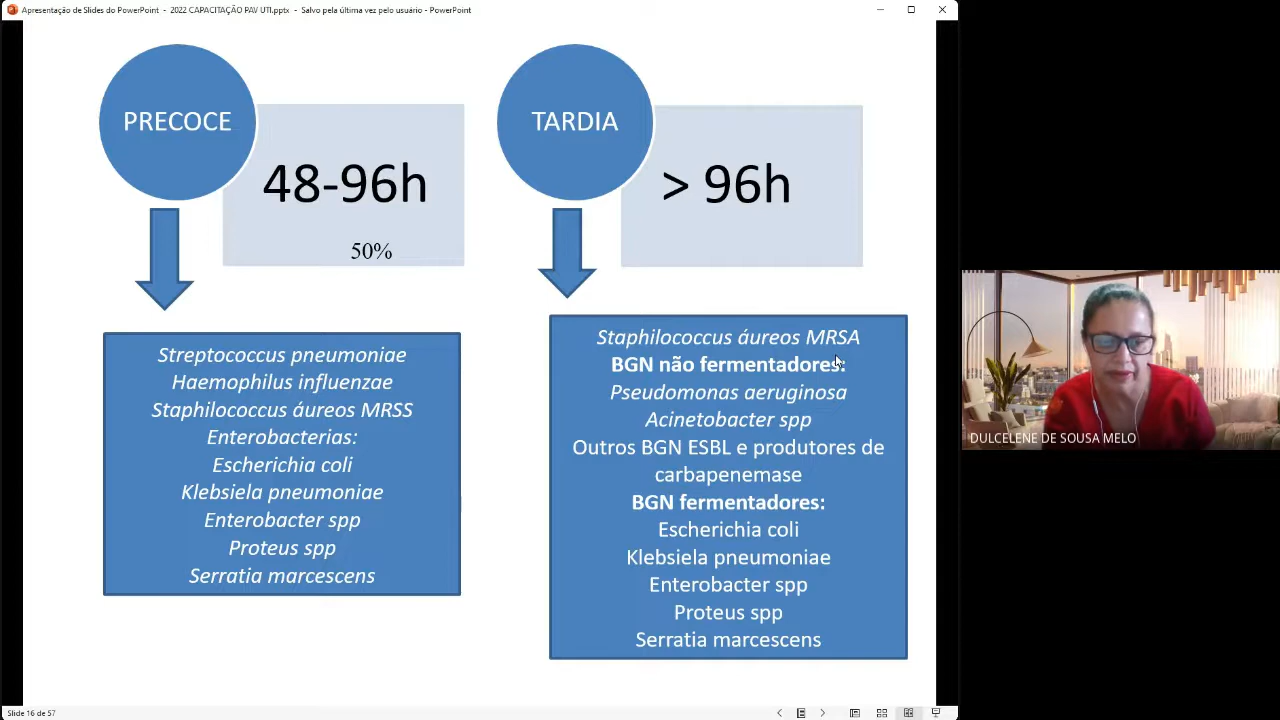 Apresentação de Slides do PowerPoint - 2022 CAPACITAÇÃO PAV UTI.pptx - Salvo pela última vez pelo usuário - PowerPoint
PRECOCE
48-96h
50%
Streptococcus pneumoniae
Haemophilus influenzae
Staphilococcus áureos MRSS
Enterobacterias:
Escherichia coli
Klebsiela pneumoniae
Enterobacter spp
Proteus spp
Serratia marcescens
TARDIA
> 96h
Staphilococcus áureos MRSA
BGN não fermentadores:
Pseudomonas aeruginosa
Acinetobacter spp
Outros BGN ESBL e produtores de
carbapenemase
BGN fermentadores:
Escherichia coli
Klebsiela pneumoniae
Enterobacter spp
Proteus spp
Serratia marcescens
DULCELENE DE SOUSA MELO
Slide 16 de 57